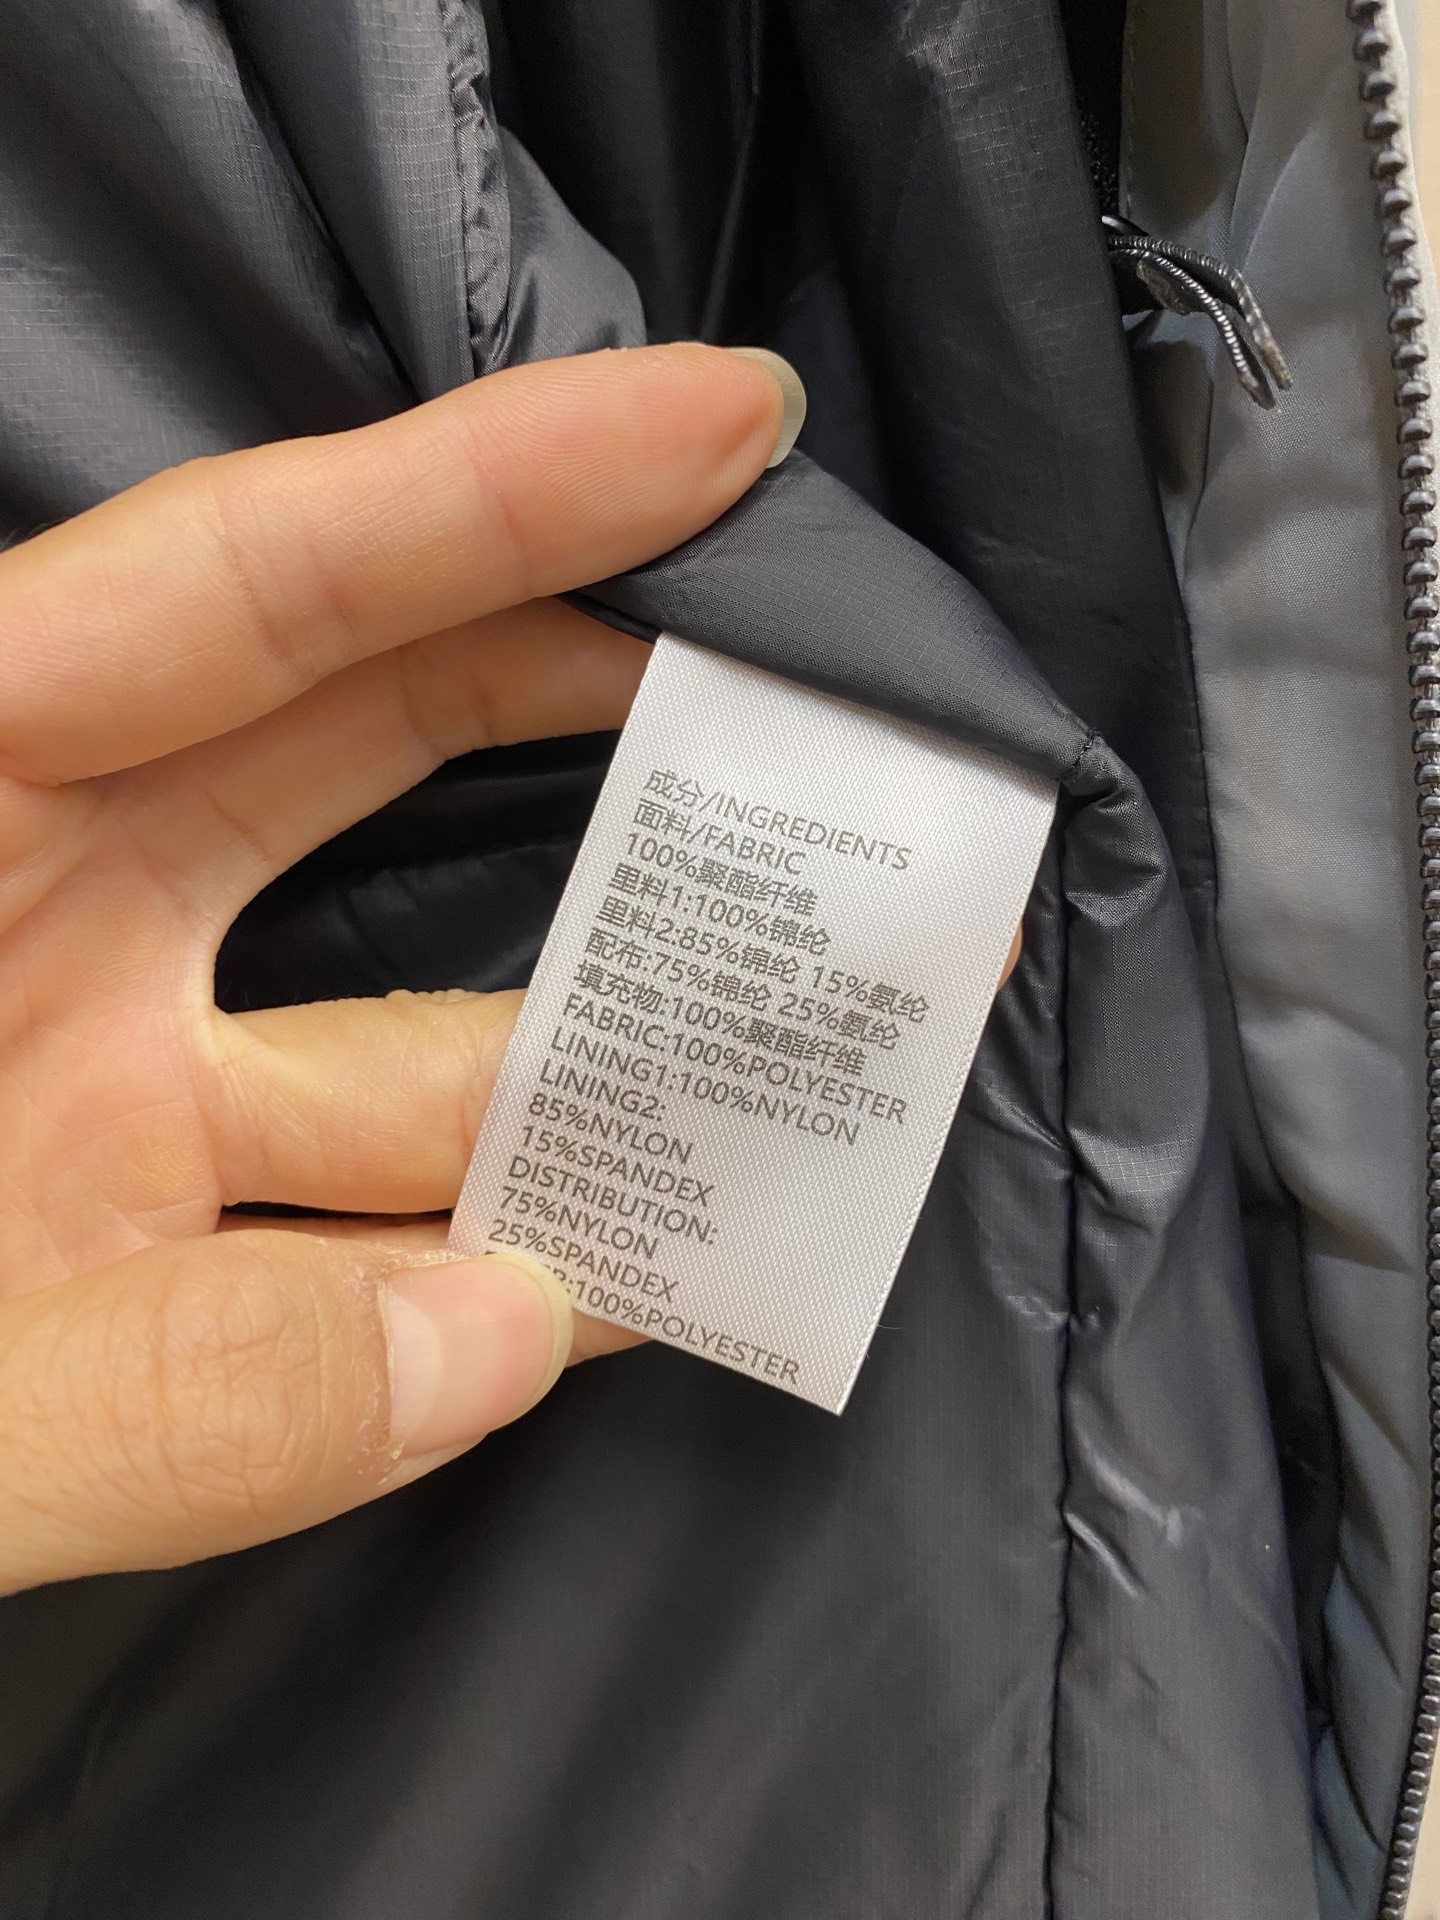 成分/INGREDIENTS
面料/FABRIC
100%聚酯纤维
里料1:100%锦纶
里料2:85%锦纶 15%氨纶
配布:75%锦纶 25%氨纶
填充物:100%聚酯纤维
FABRIC:100%POLYESTER
LINING1:100%NYLON
LINING2:
85%NYLON
15%SPANDEX
DISTRIBUTION:
75%NYLON
25%SPANDEX
:100%POLYESTER